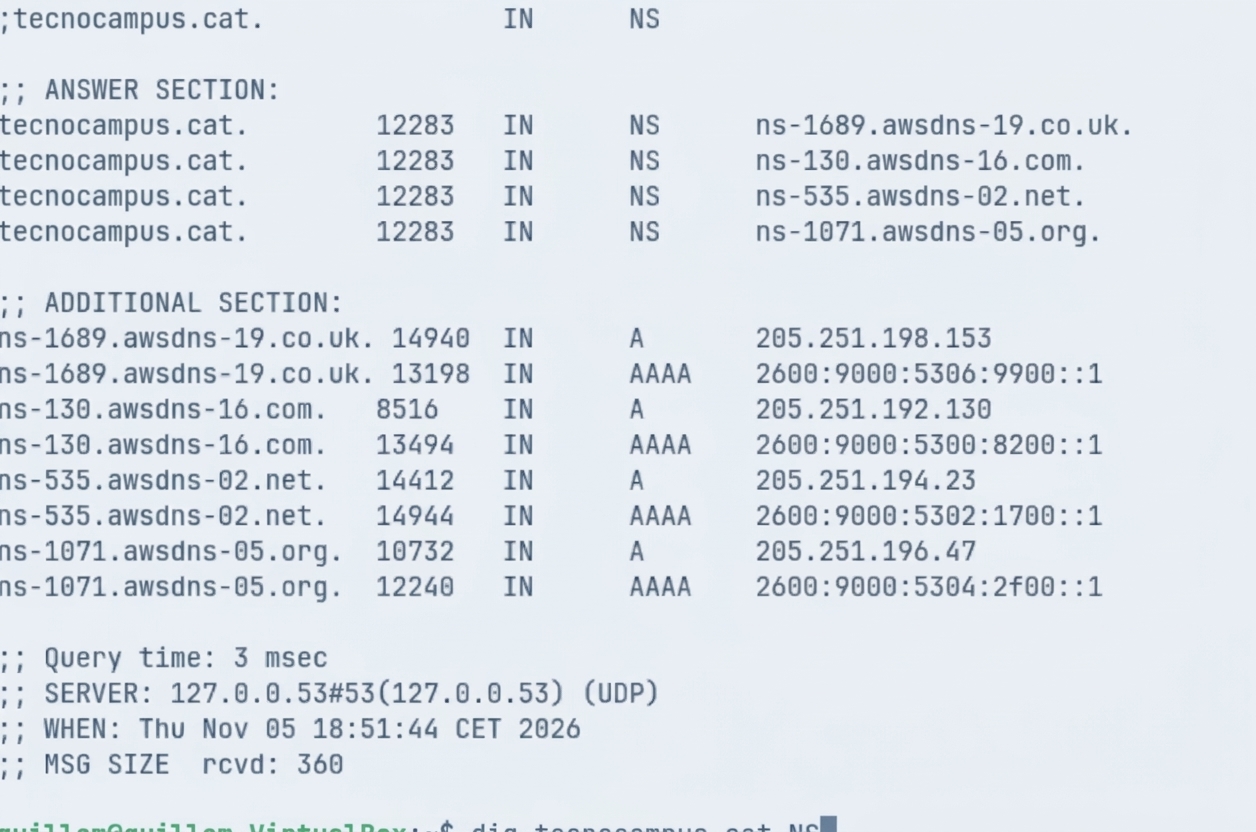 ;tecnocampus.cat. IN NS
;; ANSWER SECTION:
tecnocampus.cat. 12283 IN NS ns-1689.awsdns-19.co.uk.
tecnocampus.cat. 12283 IN NS ns-130.awsdns-16.com.
tecnocampus.cat. 12283 IN NS ns-535.awsdns-02.net.
tecnocampus.cat. 12283 IN NS ns-1071.awsdns-05.org.
;; ADDITIONAL SECTION:
ns-1689.awsdns-19.co.uk. 14940 IN A 205.251.198.153
ns-1689.awsdns-19.co.uk. 13198 IN AAAA 2600:9000:5306:9900::1
ns-130.awsdns-16.com. 8516 IN A 205.251.192.130
ns-130.awsdns-16.com. 13494 IN AAAA 2600:9000:5300:8200::1
ns-535.awsdns-02.net. 14412 IN A 205.251.194.23
ns-535.awsdns-02.net. 14944 IN AAAA 2600:9000:5302:1700::1
ns-1071.awsdns-05.org. 10732 IN A 205.251.196.47
ns-1071.awsdns-05.org. 12240 IN AAAA 2600:9000:5304:2f00::1
;; Query time: 3 msec
;; SERVER: 127.0.0.53#53(127.0.0.53) (UDP)
;; WHEN: Thu Nov 05 18:51:44 CET 2026
;; MSG SIZE rcvd: 360
guillem@guillem-VirtualBox:~$ dig tecnocampus.cat NS